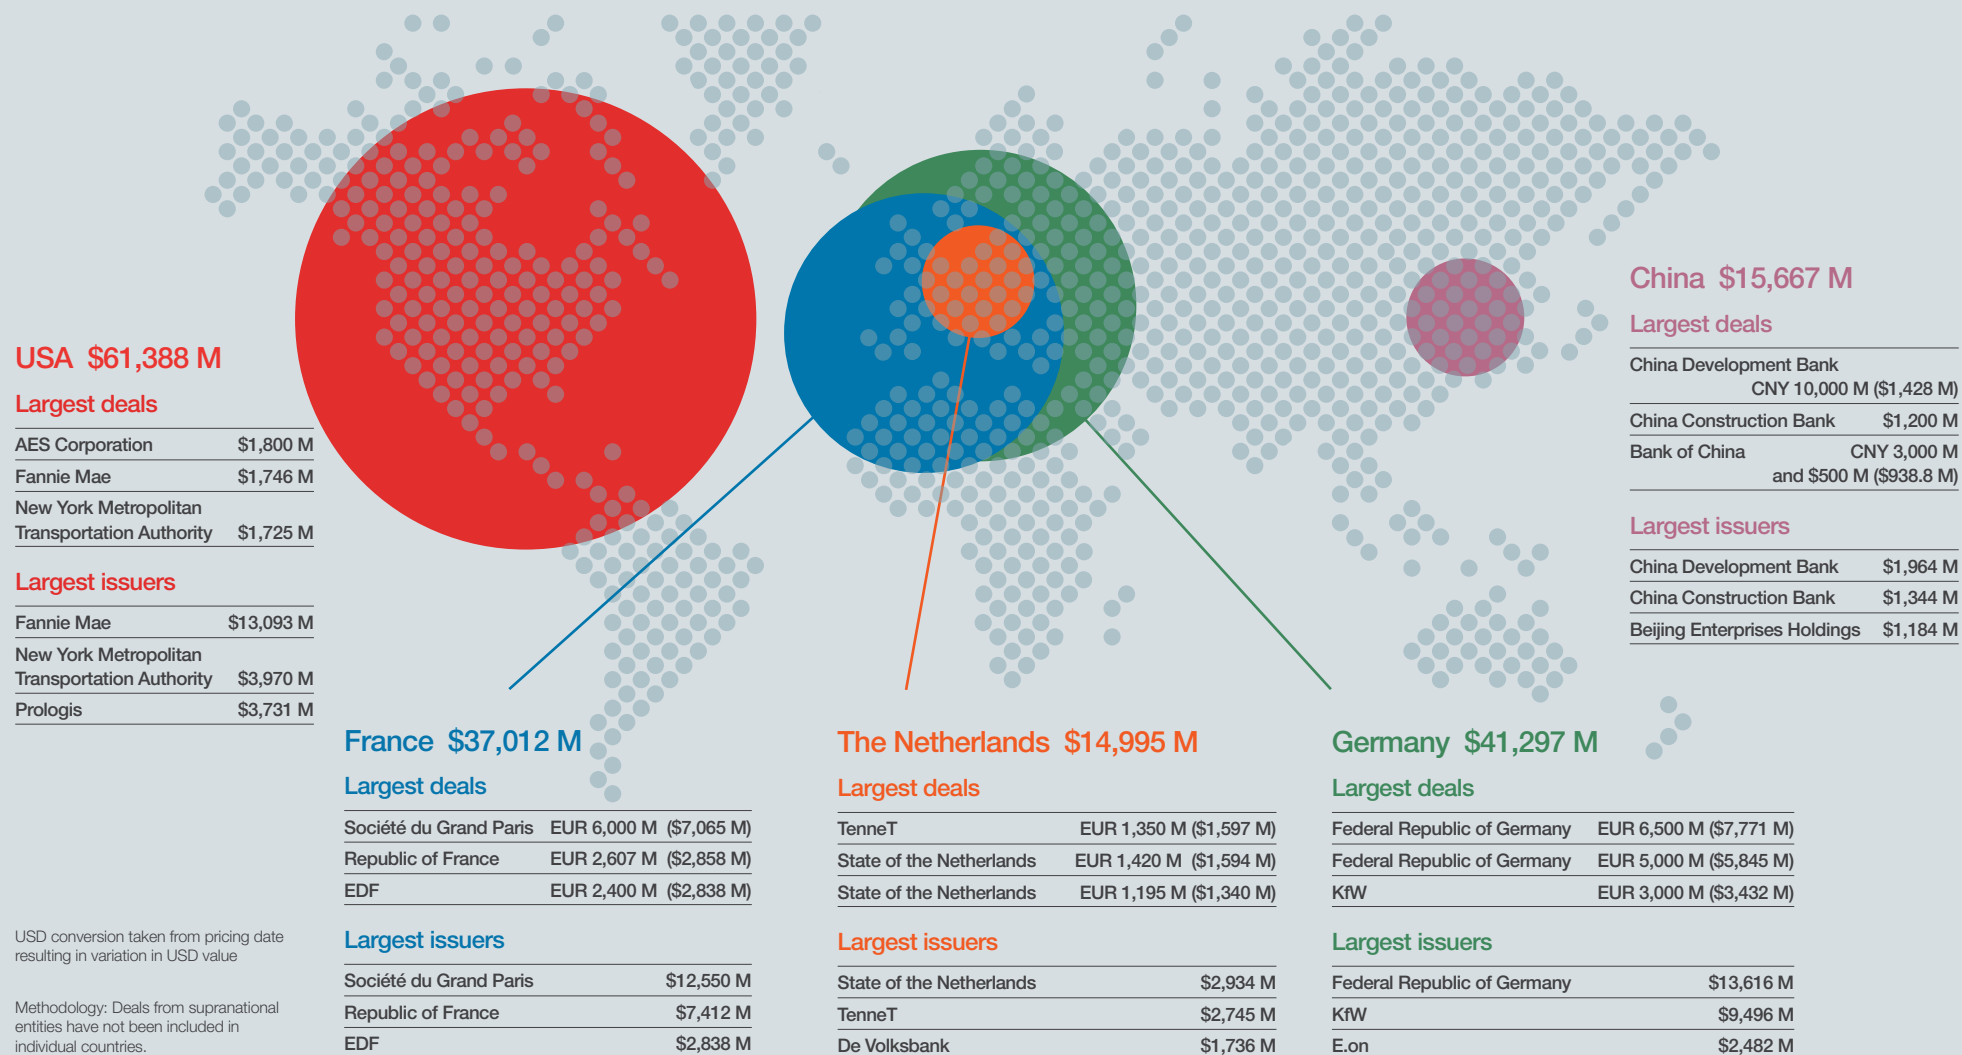 USA $61,388 M
Largest deals
AES Corporation $1,800 M
Fannie Mae $1,746 M
New York Metropolitan
Transportation Authority $1,725 M
Largest issuers
Fannie Mae $13,093 M
New York Metropolitan
Transportation Authority $3,970 M
Prologis $3,731 M
USD conversion taken from pricing date
resulting in variation in USD value
Methodology: Deals from supranational
entities have not been included in
individual countries.
France $37,012 M
Largest deals
Société du Grand Paris EUR 6,000 M ($7,065 M)
Republic of France EUR 2,607 M ($2,858 M)
EDF EUR 2,400 M ($2,838 M)
Largest issuers
Société du Grand Paris $12,550 M
Republic of France $7,412 M
EDF $2,838 M
The Netherlands $14,995 M
Largest deals
TenneT EUR 1,350 M ($1,597 M)
State of the Netherlands EUR 1,420 M ($1,594 M)
State of the Netherlands EUR 1,195 M ($1,340 M)
Largest issuers
State of the Netherlands $2,934 M
TenneT $2,745 M
De Volksbank $1,736 M
Germany $41,297 M
Largest deals
Federal Republic of Germany EUR 6,500 M ($7,771 M)
Federal Republic of Germany EUR 5,000 M ($5,845 M)
KfW EUR 3,000 M ($3,432 M)
Largest issuers
Federal Republic of Germany $13,616 M
KfW $9,496 M
E.on $2,482 M
China $15,667 M
Largest deals
China Development Bank
CNY 10,000 M ($1,428 M)
China Construction Bank $1,200 M
Bank of China CNY 3,000 M
and $500 M ($938.8 M)
Largest issuers
China Development Bank $1,964 M
China Construction Bank $1,344 M
Beijing Enterprises Holdings $1,184 M